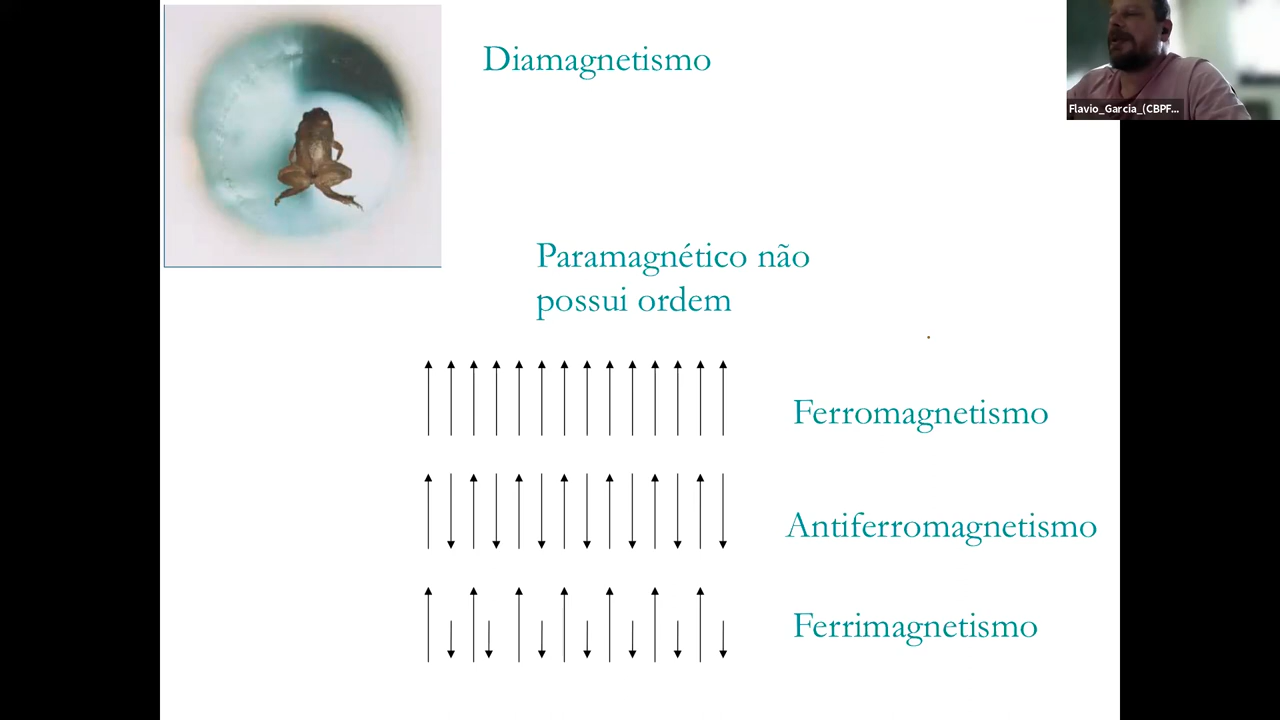 Diamagnetismo
Flavio_Garcia_(CBPF...
Paramagnético não
possui ordem
Ferromagnetismo
Antiferromagnetismo
Ferrimagnetismo